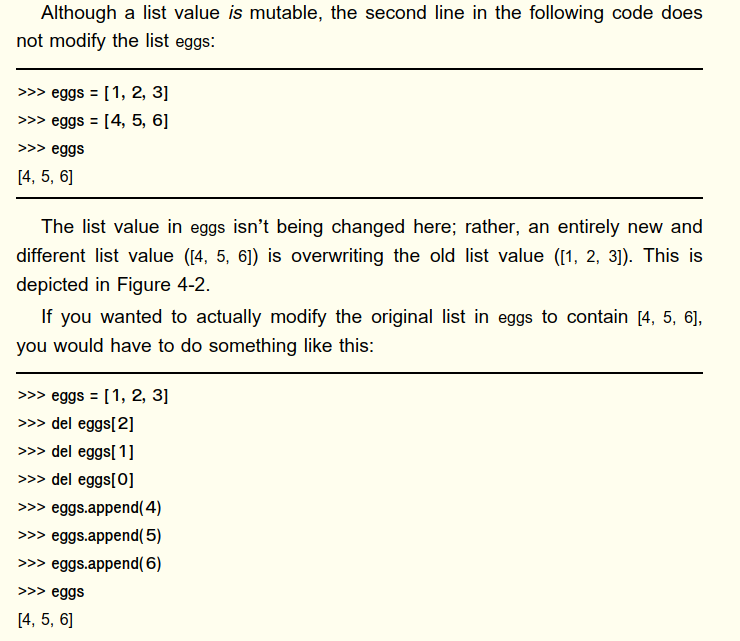 Although a list value is mutable, the second line in the following code does
not modify the list eggs:
>>> eggs = [1, 2, 3]
>>> eggs = [4, 5, 6]
>>> eggs
[4, 5, 6]
The list value in eggs isn’t being changed here; rather, an entirely new and
different list value ([4, 5, 6]) is overwriting the old list value ([1, 2, 3]). This is
depicted in Figure 4-2.
If you wanted to actually modify the original list in eggs to contain [4, 5, 6],
you would have to do something like this:
>>> eggs = [1, 2, 3]
>>> del eggs[2]
>>> del eggs[1]
>>> del eggs[0]
>>> eggs.append(4)
>>> eggs.append(5)
>>> eggs.append(6)
>>> eggs
[4, 5, 6]